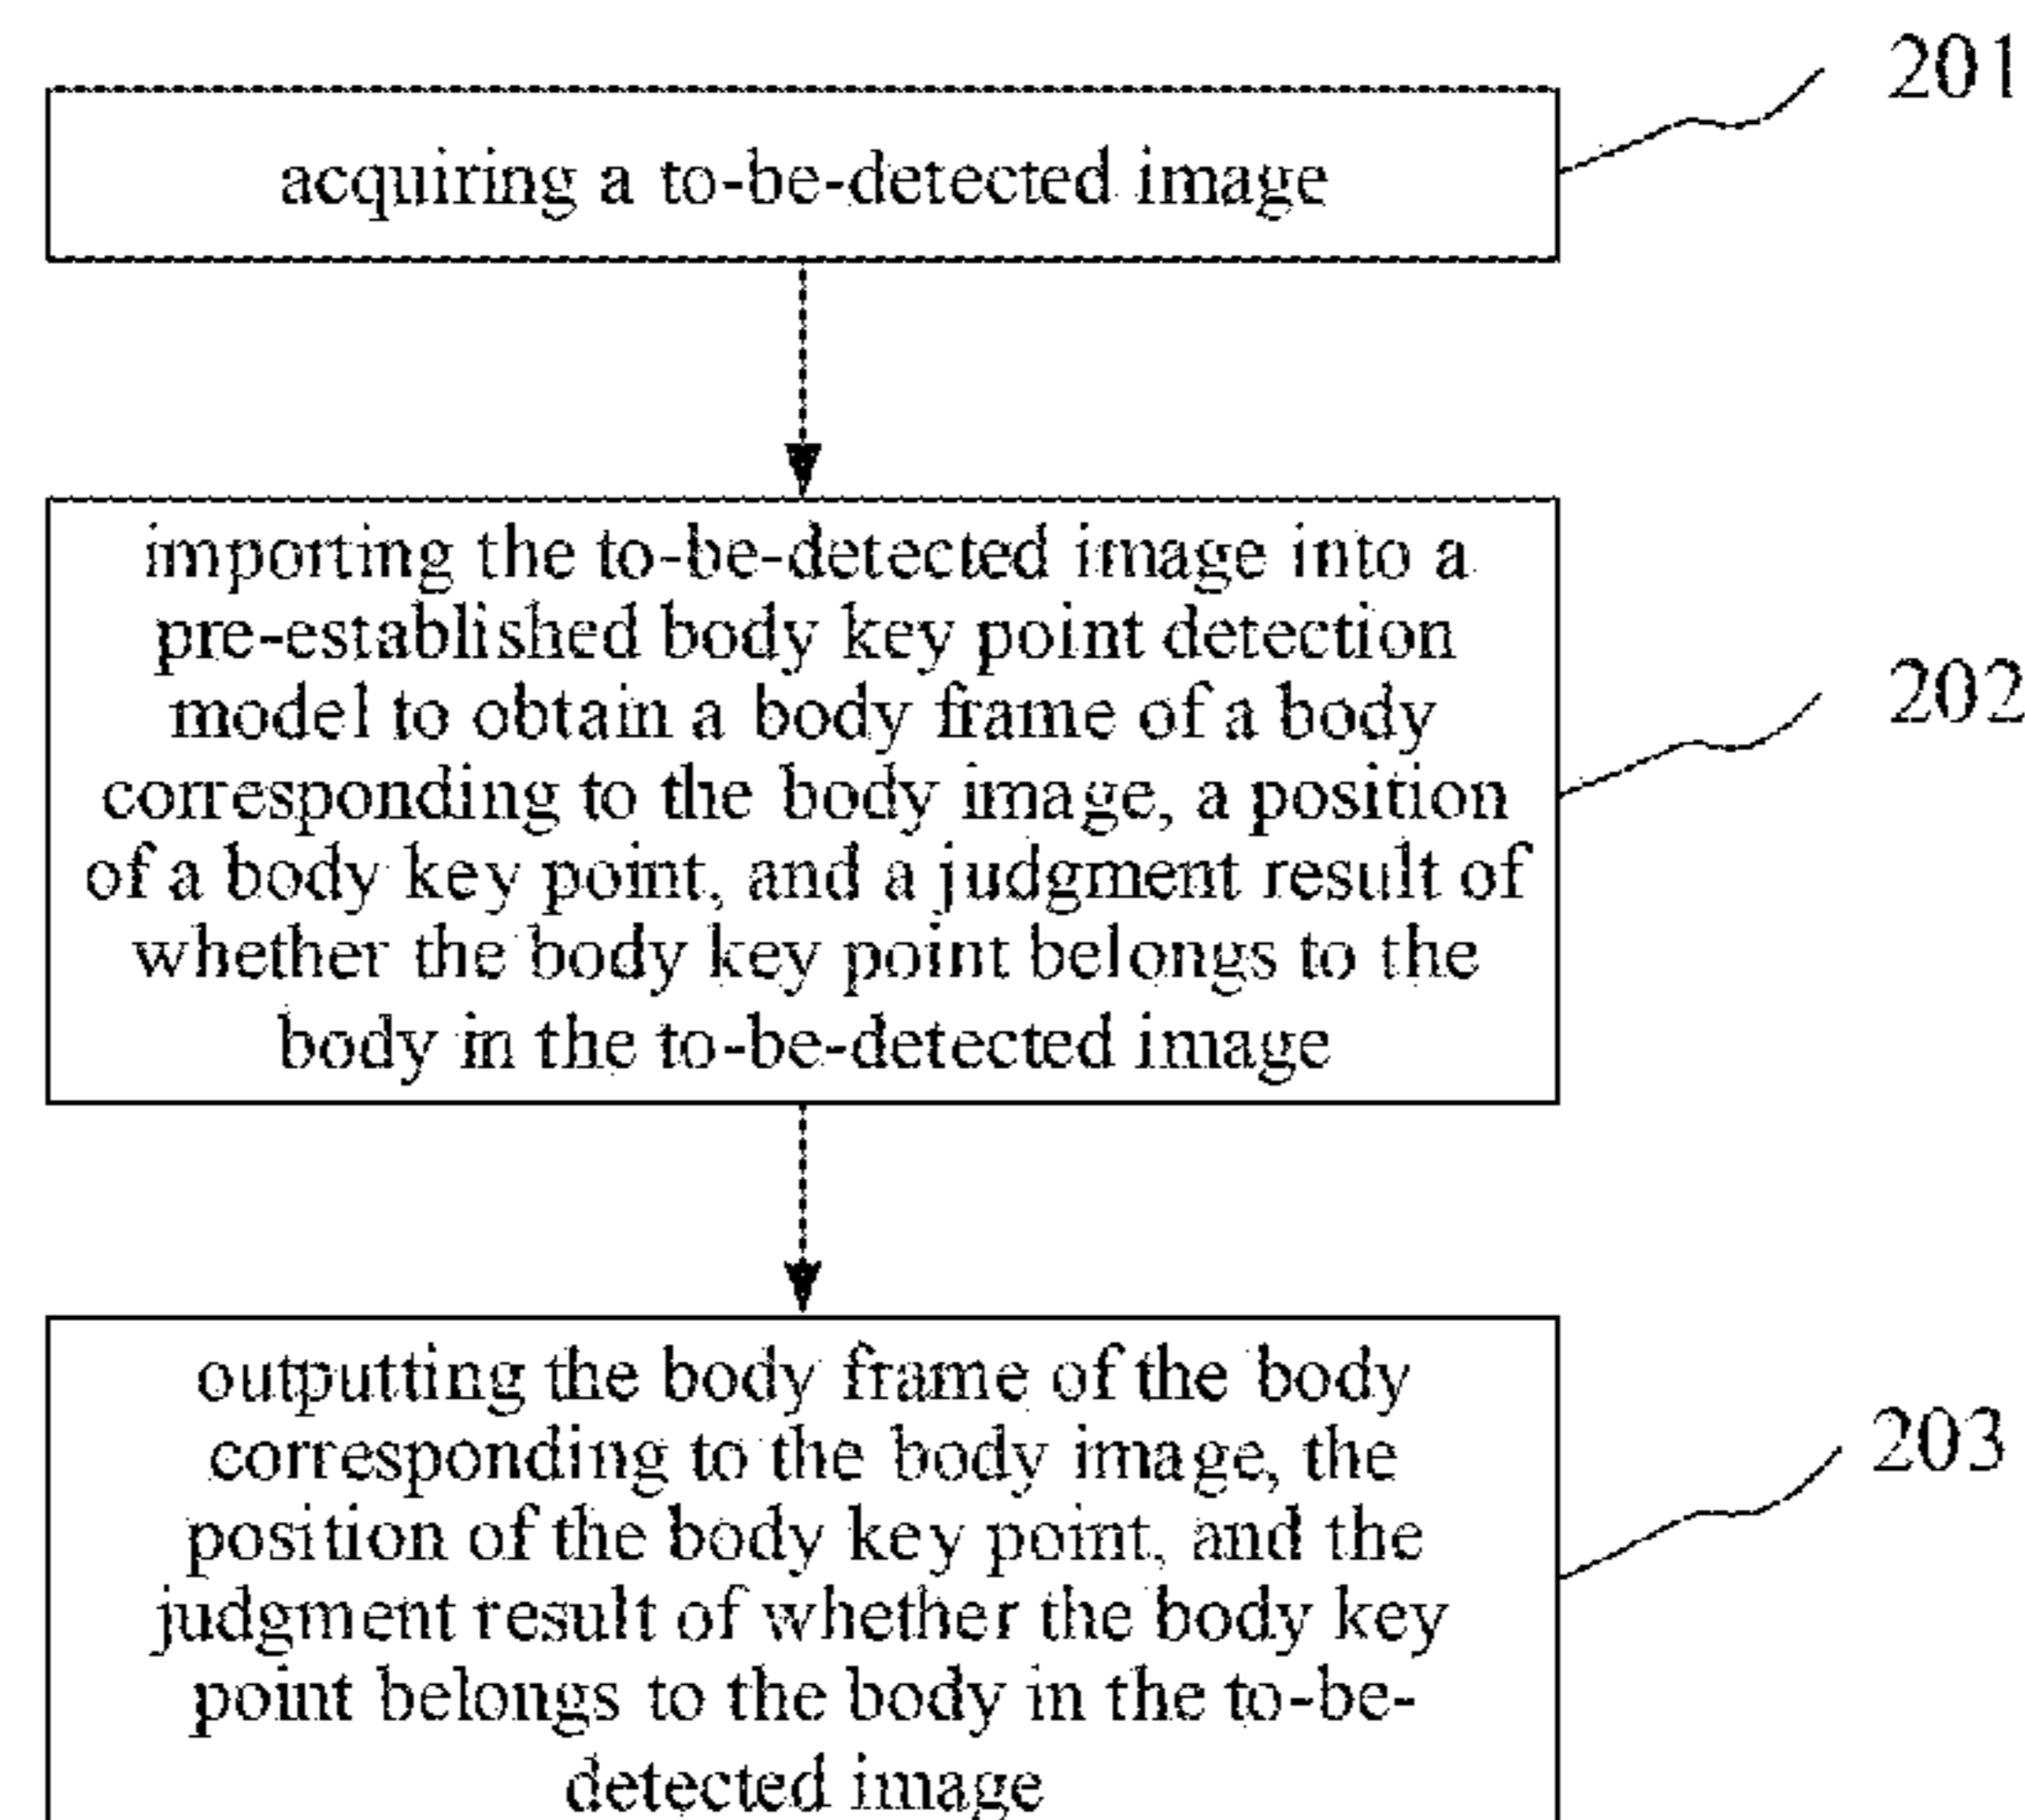 201
acquiring a to-be-detected image
importing the to-be-detected image into a
pre-established body key point detection
model to obtain a body frame of a body
corresponding to the body image, a position
of a body key point, and a judgment result of
whether the body key point belongs to the
body in the to-be-detected image
202
outputting the body frame of the body
corresponding to the body image, the
position of the body key point, and the
judgment result of whether the body key
point belongs to the body in the to-be-
detected image
203